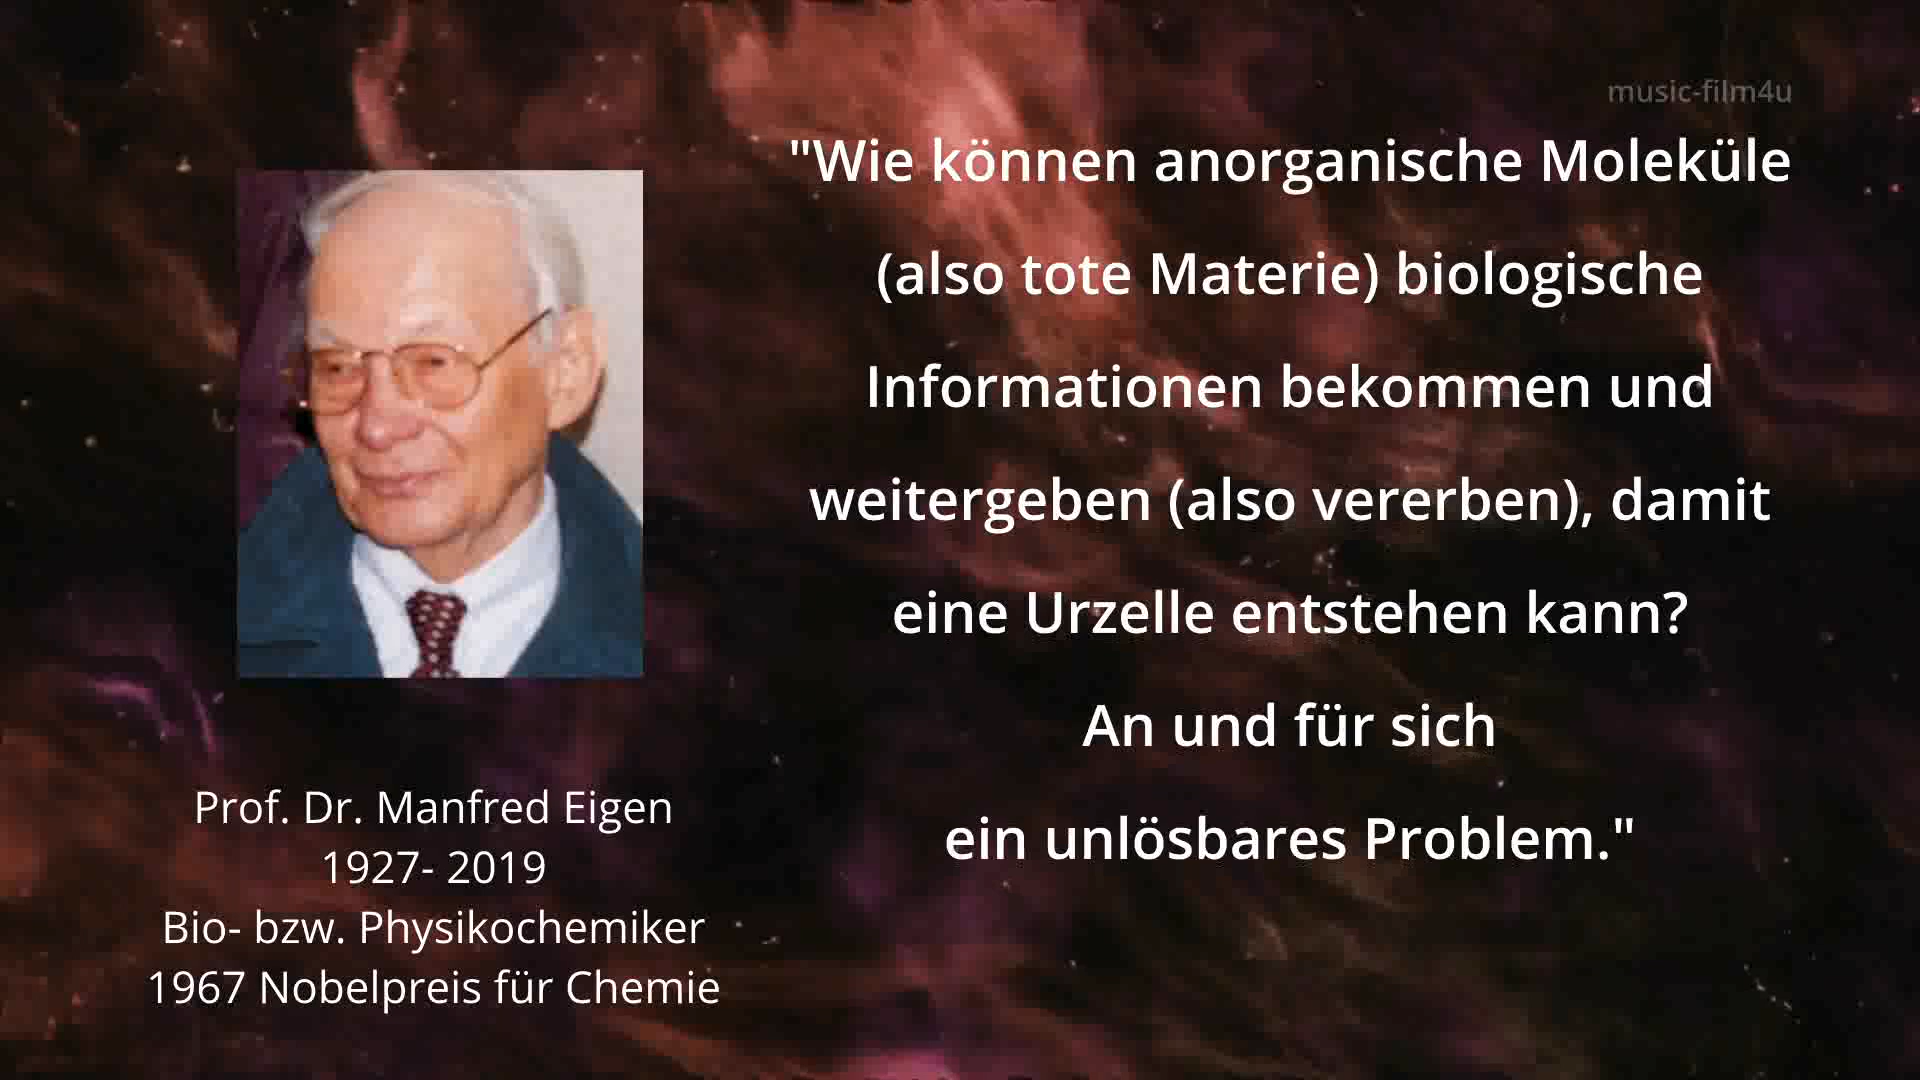 music-film4u
"Wie können anorganische Moleküle
(also tote Materie) biologische
Informationen bekommen und
weitergeben (also vererben), damit
eine Urzelle entstehen kann?
An und für sich
ein unlösbares Problem."
Prof. Dr. Manfred Eigen
1927- 2019
Bio- bzw. Physikochemiker
1967 Nobelpreis für Chemie